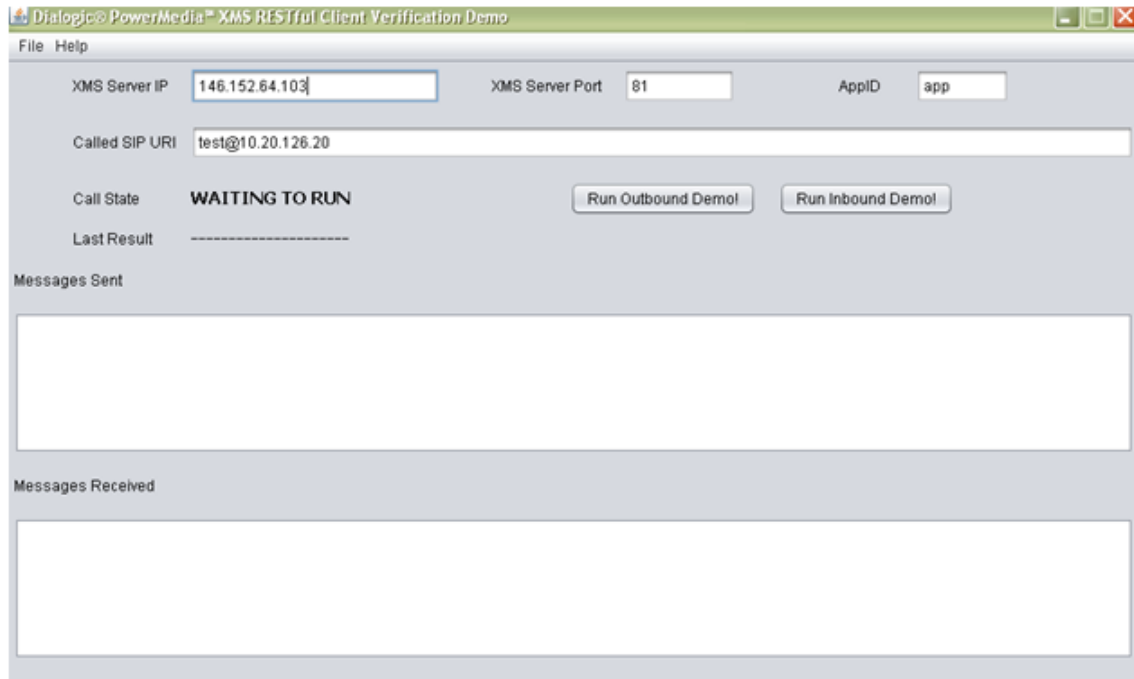 Dialogic® PowerMedia™ XMS RESTful Client Verification Demo
File Help
XMS Server IP 146.152.64.103 XMS Server Port 81 AppID app
Called SIP URI test@10.20.126.20
Call State WAITING TO RUN Run Outbound Demo! Run Inbound Demo!
Last Result ---------------------
Messages Sent
Messages Received